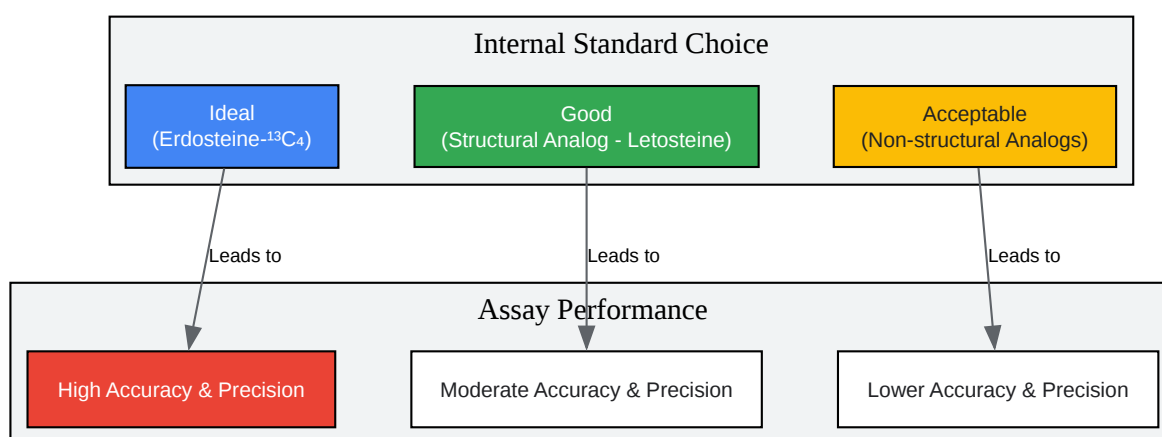 Internal Standard Choice
Ideal
(Erdosteine-¹³C₄)
Good
(Structural Analog - Letosteine)
Acceptable
(Non-structural Analogs)
Leads to
Leads to
Leads to
Assay Performance
High Accuracy & Precision
Moderate Accuracy & Precision
Lower Accuracy & Precision